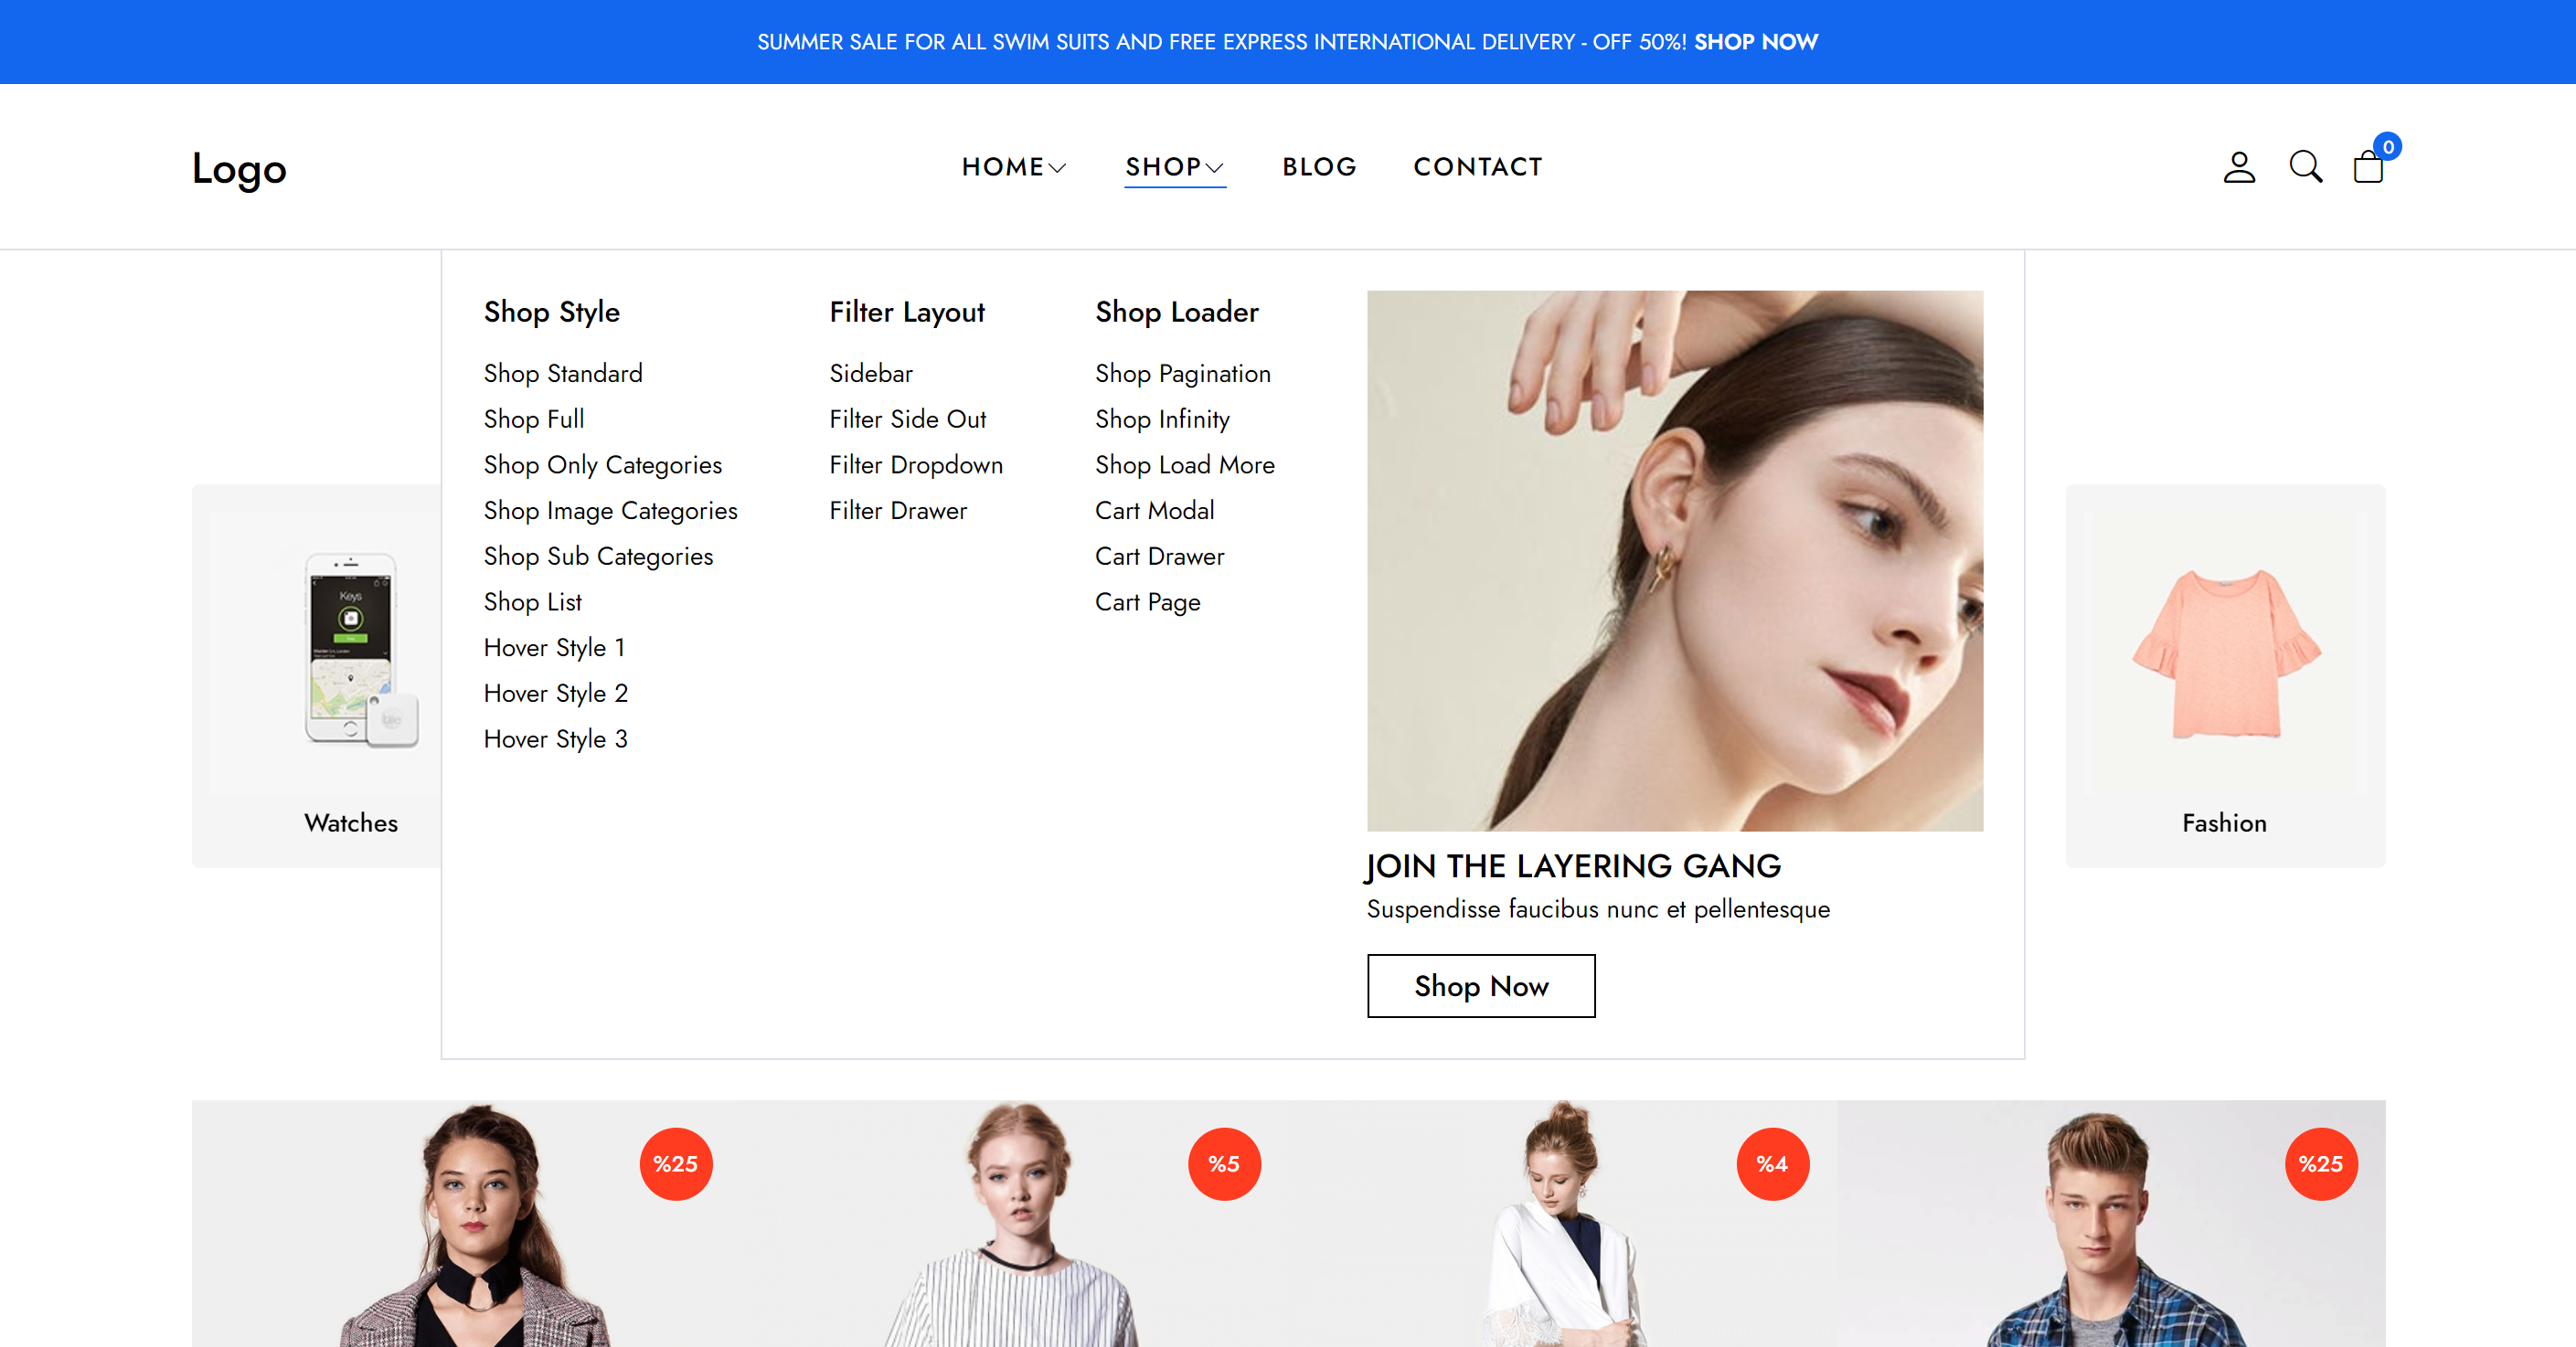 SUMMER SALE FOR ALL SWIM SUITS AND FREE EXPRESS INTERNATIONAL DELIVERY - OFF 50%! SHOP NOW
Logo
HOME
SHOP
BLOG
CONTACT
0
Shop Style
Shop Standard
Shop Full
Shop Only Categories
Shop Image Categories
Shop Sub Categories
Shop List
Hover Style 1
Hover Style 2
Hover Style 3
Filter Layout
Sidebar
Filter Side Out
Filter Dropdown
Filter Drawer
Shop Loader
Shop Pagination
Shop Infinity
Shop Load More
Cart Modal
Cart Drawer
Cart Page
JOIN THE LAYERING GANG
Suspendisse faucibus nunc et pellentesque
Shop Now
Keys
tile
Watches
Fashion
%25
%5
%4
%25